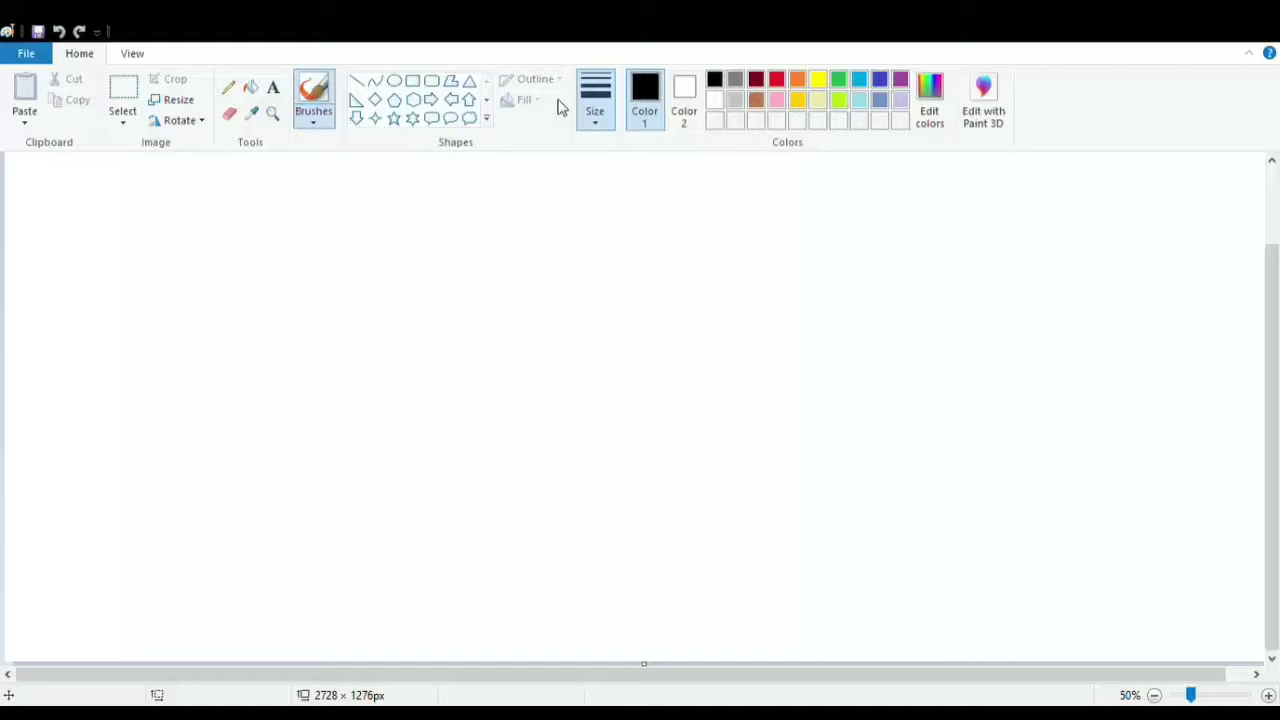 File Home View
Paste
Cut
Copy
Clipboard
Select
Crop
Resize
Rotate
Image
Tools
Brushes
Shapes
Outline
Fill
Size
Color
1
Color
2
Colors
Edit
colors
Edit with
Paint 3D
2728 × 1276px
50%